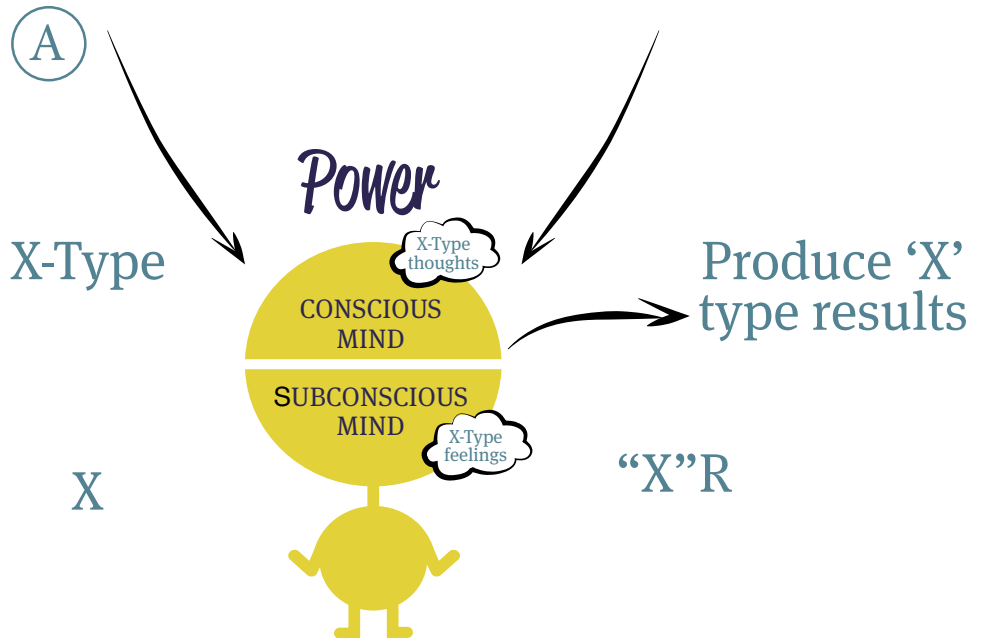 A
Power
X-Type
X-Type
thoughts
Produce ‘X’
type results
CONSCIOUS
MIND
SUBCONSCIOUS
MIND
X-Type
feelings
X
“X”R